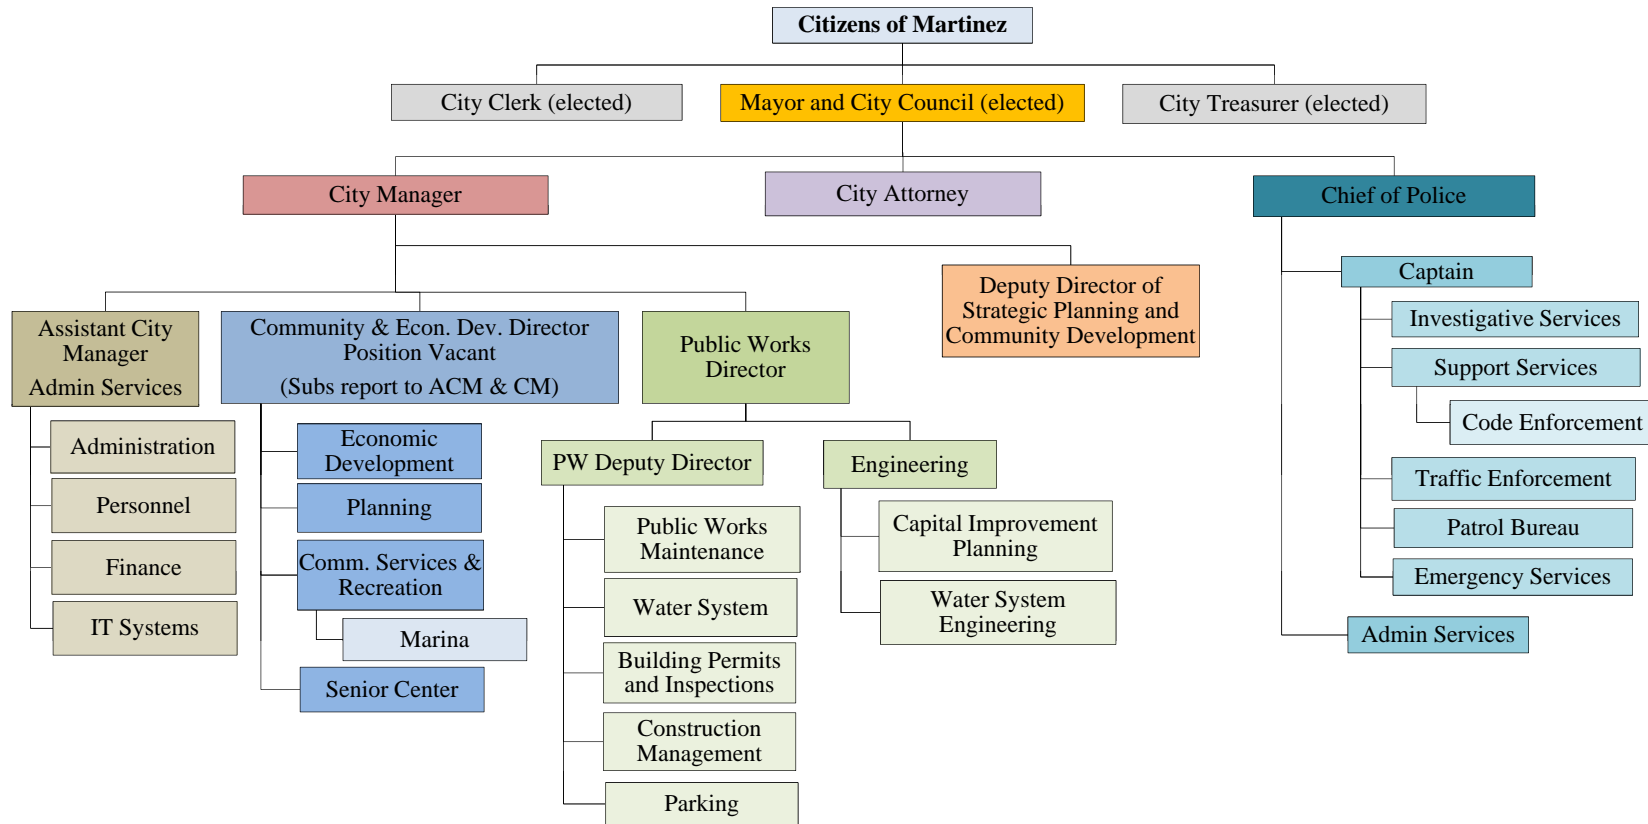 Citizens of Martinez
City Clerk (elected)
Mayor and City Council (elected)
City Treasurer (elected)
City Manager
City Attorney
Chief of Police
Deputy Director of
Strategic Planning and
Community Development
Assistant City
Manager
Admin Services
Administration
Personnel
Finance
IT Systems
Community & Econ. Dev. Director
Position Vacant
(Subs report to ACM & CM)
Economic
Development
Planning
Comm. Services &
Recreation
Marina
Senior Center
Public Works
Director
PW Deputy Director
Public Works
Maintenance
Water System
Building Permits
and Inspections
Construction
Management
Parking
Engineering
Capital Improvement
Planning
Water System
Engineering
Captain
Investigative Services
Support Services
Code Enforcement
Traffic Enforcement
Patrol Bureau
Emergency Services
Admin Services